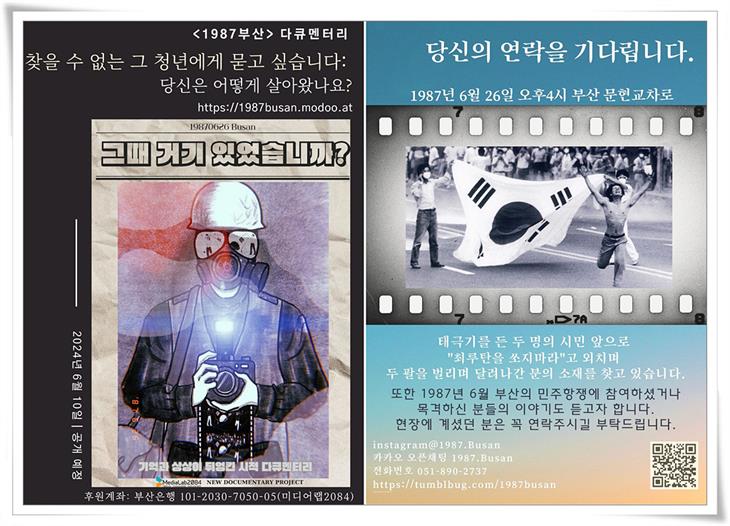 <1987부산> 다큐멘터리
찾을 수 없는 그 청년에게 묻고 싶습니다:
당신은 어떻게 살아왔나요?
https://1987busan.modoo.at
19870626 Busan
그때 거기 있었습니까?
'87 6
기억과 상상이 뒤엉킨 시적 다큐멘터리
MediaLab2084 NEW DOCUMENTARY PROJECT
2024년 6월 10일 | 공개 예정
후원계좌: 부산은행 101-2030-7050-05(미디어랩2084)
당신의 연락을 기다립니다.
1987년 6월 26일 오후4시 부산 문현교차로
7 8
8 7A 8
태극기를 든 두 명의 시민 앞으로
"최루탄을 쏘지마라"고 외치며
두 팔을 벌리며 달려나간 분의 소재를 찾고 있습니다.
또한 1987년 6월 부산의 민주항쟁에 참여하셨거나
목격하신 분들의 이야기도 듣고자 합니다.
현장에 계셨던 분은 꼭 연락주시길 부탁드립니다.
instagram@1987.Busan
카카오 오픈채팅 1987.Busan
전화번호 051-890-2737
https://tumblbug.com/1987busan